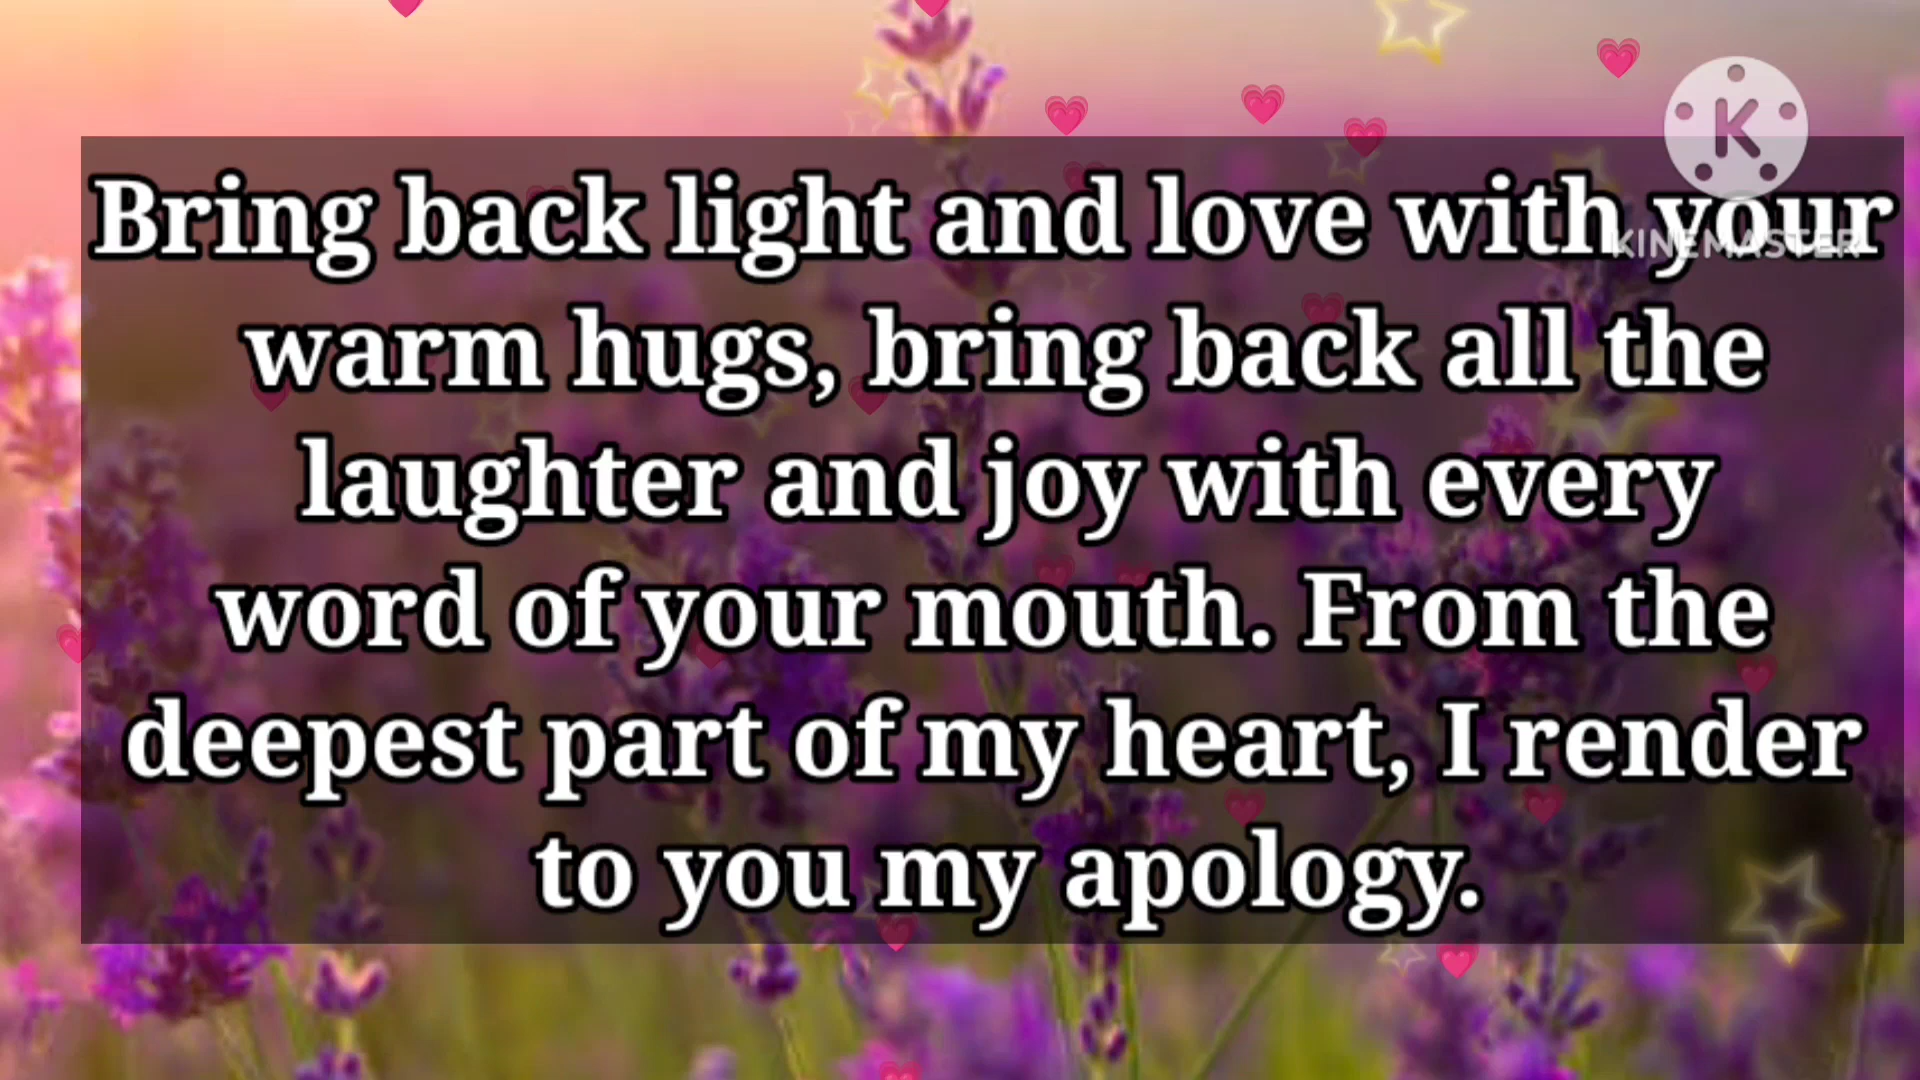 Bring back light and love with your
KINEMASTER
warm hugs, bring back all the
laughter and joy with every
word of your mouth. From the
deepest part of my heart, I render
to you my apology.